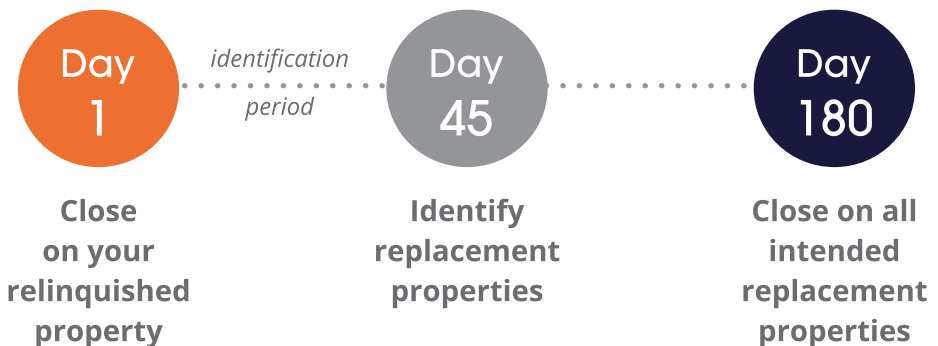 Day
1
identification
period
Day
45
Day
180
Close
on your
relinquished
property
Identify
replacement
properties
Close on all
intended
replacement
properties